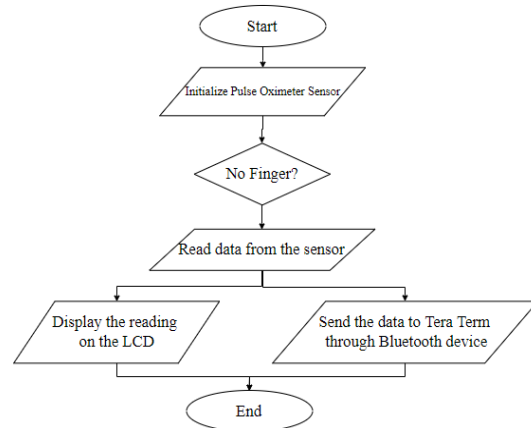 Start
Initialize Pulse Oximeter Sensor
No Finger?
Read data from the sensor
Display the reading
on the LCD
Send the data to Tera Term
through Bluetooth device
End